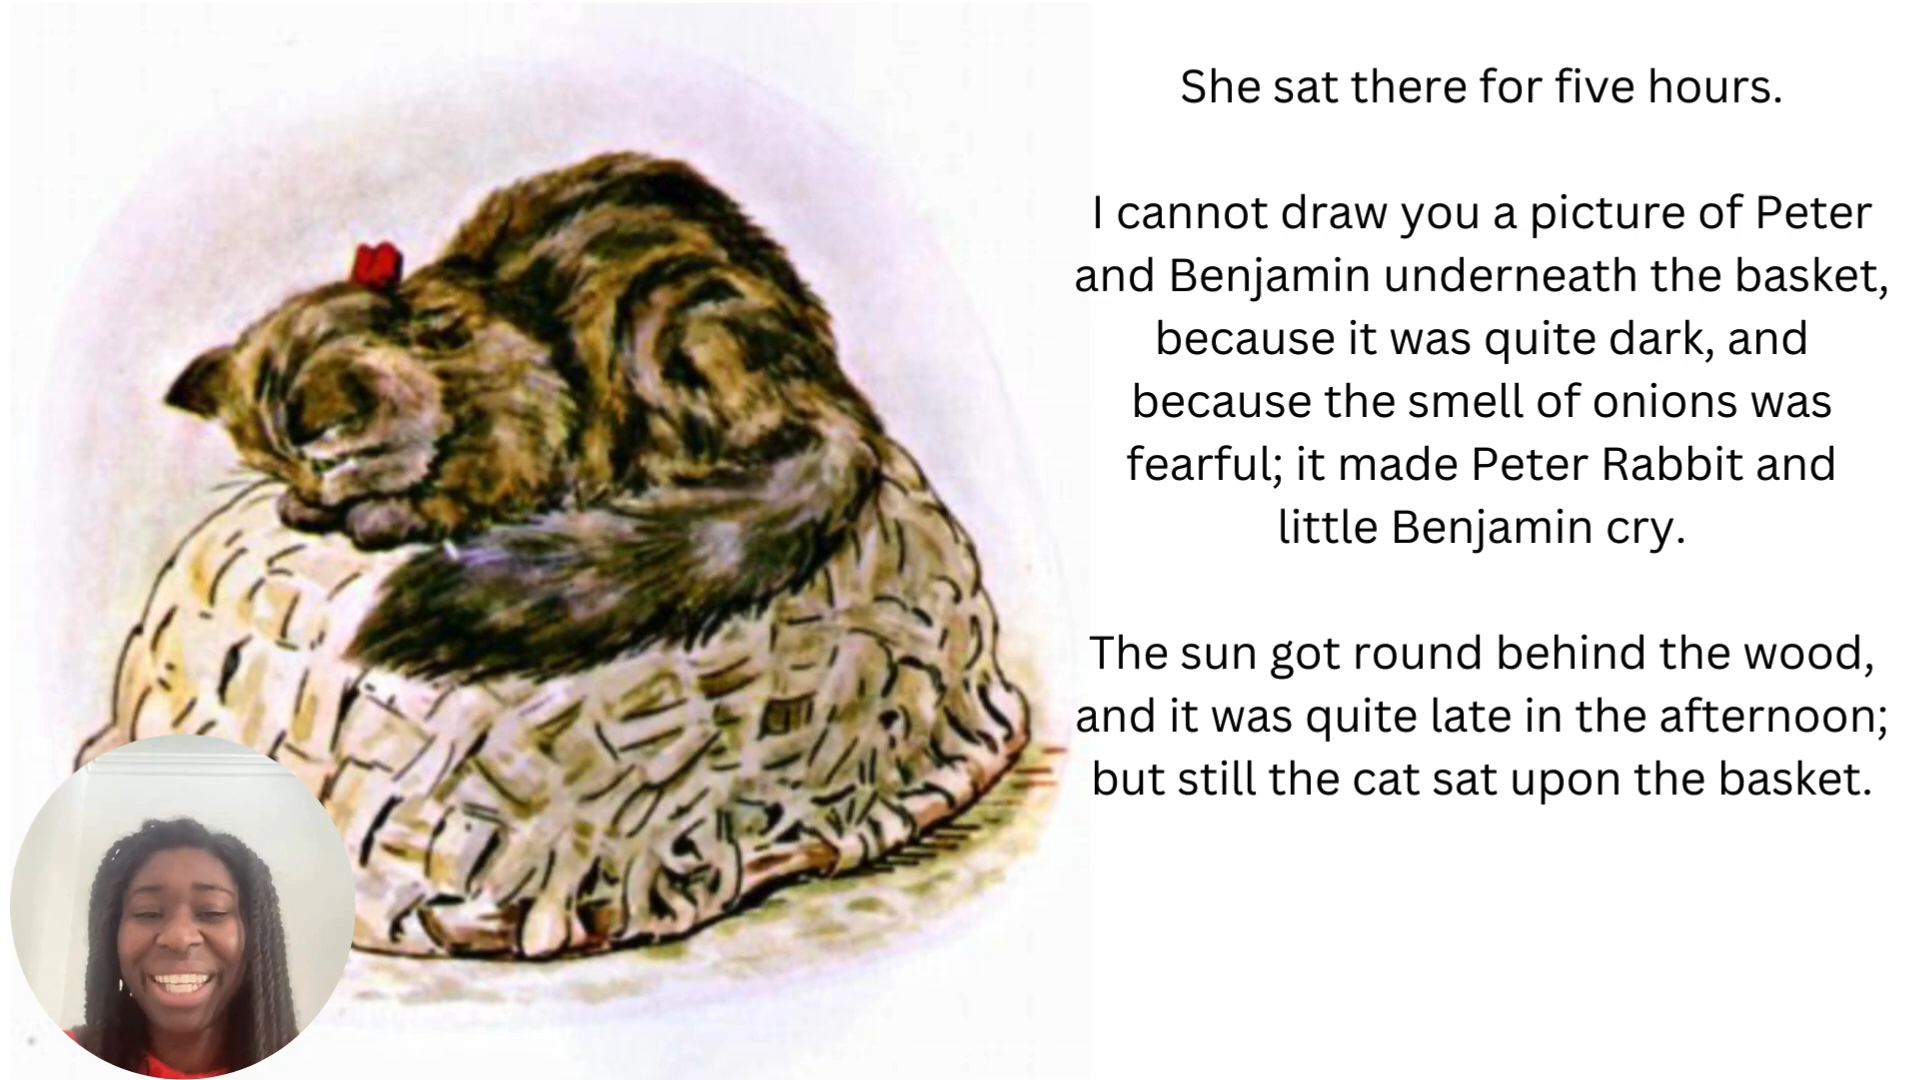 She sat there for five hours.
I cannot draw you a picture of Peter
and Benjamin underneath the basket,
because it was quite dark, and
because the smell of onions was
fearful; it made Peter Rabbit and
little Benjamin cry.
The sun got round behind the wood,
and it was quite late in the afternoon;
but still the cat sat upon the basket.